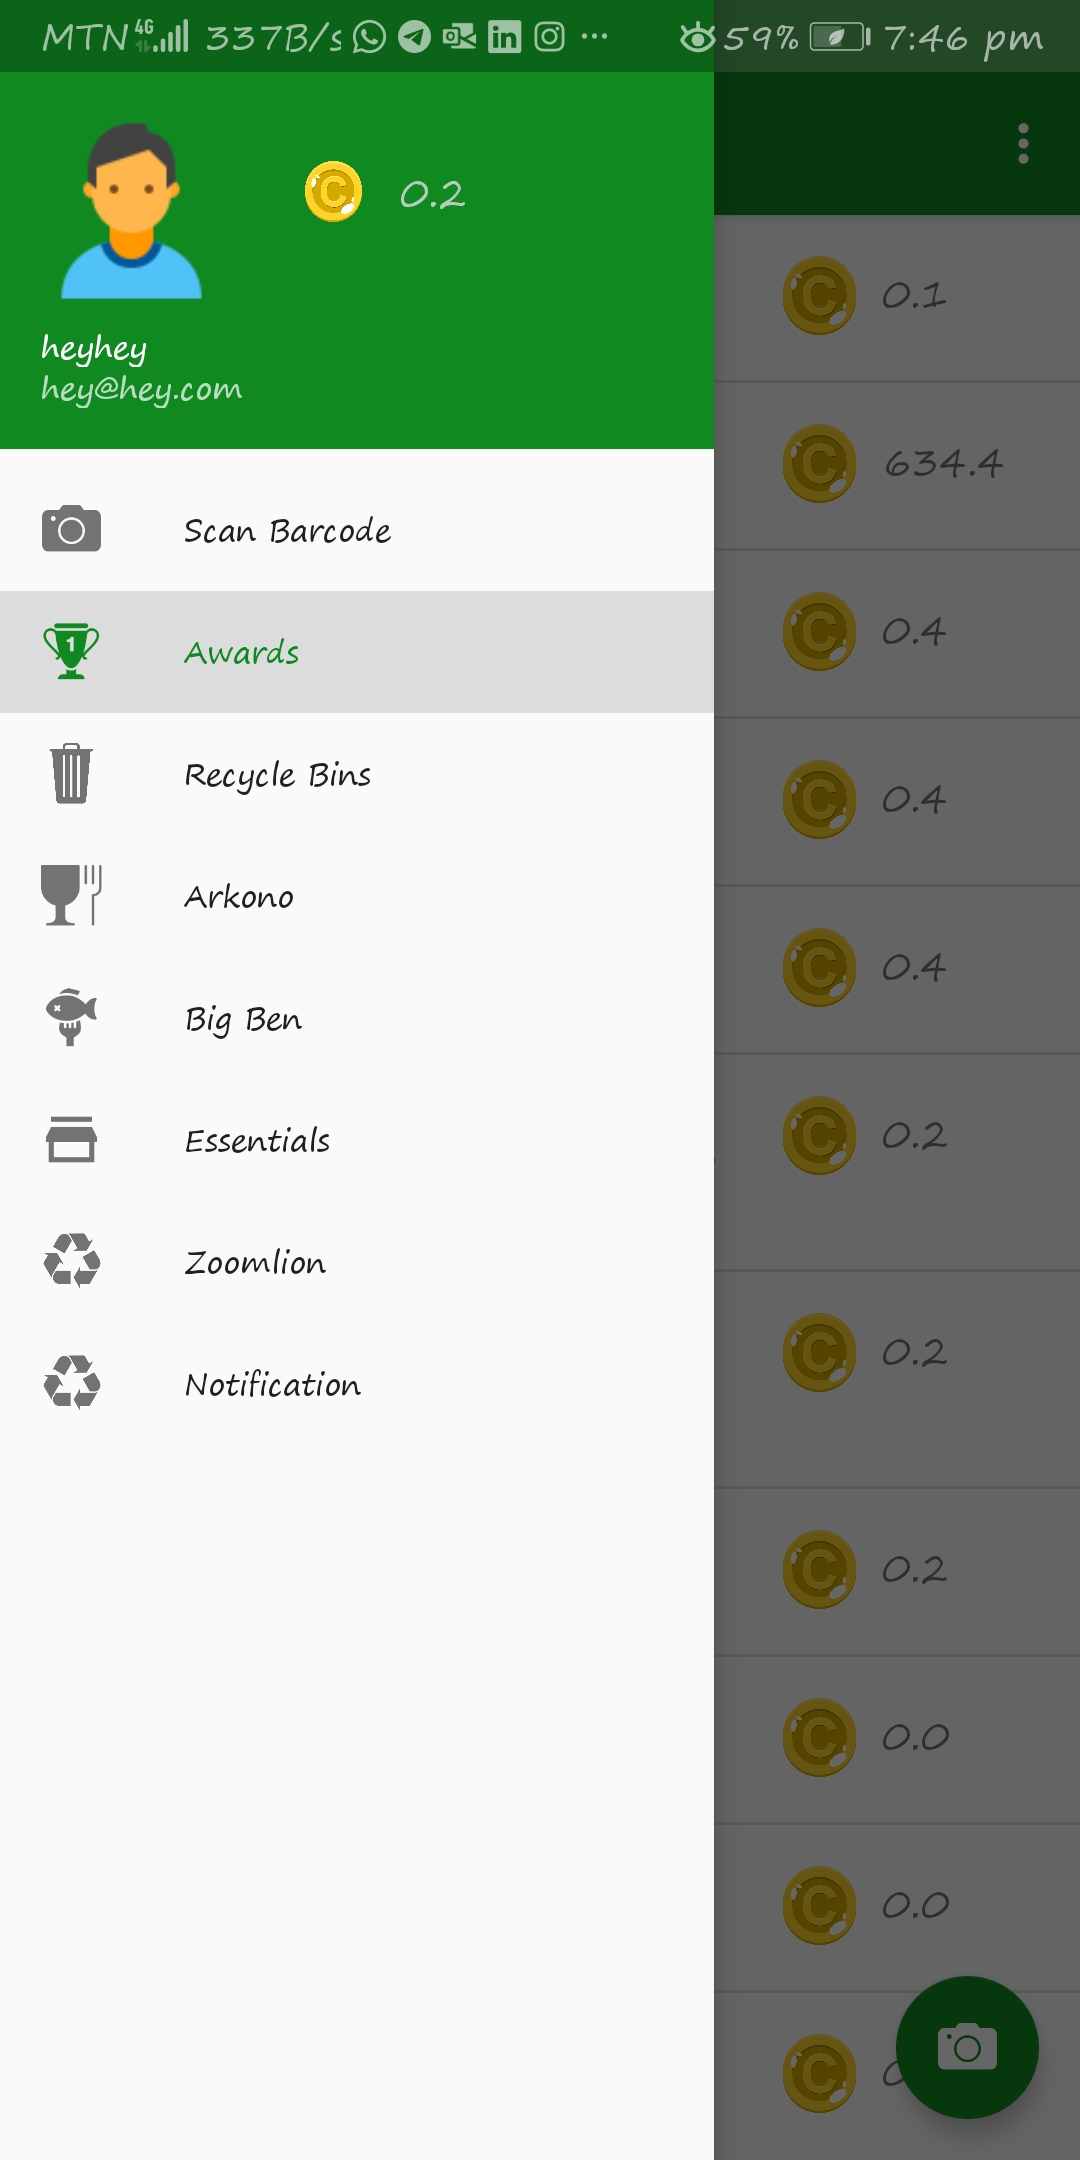 MTN 4G 337B/s 59% 7:46 pm
C 0.2
heyhey
hey@hey.com
Scan Barcode
1 Awards
Recycle Bins
Arkono
Big Ben
Essentials
Zoomlion
Notification
C 0.1
C 634.4
C 0.4
C 0.4
C 0.4
C 0.2
C 0.2
C 0.2
C 0.0
C 0.0
C